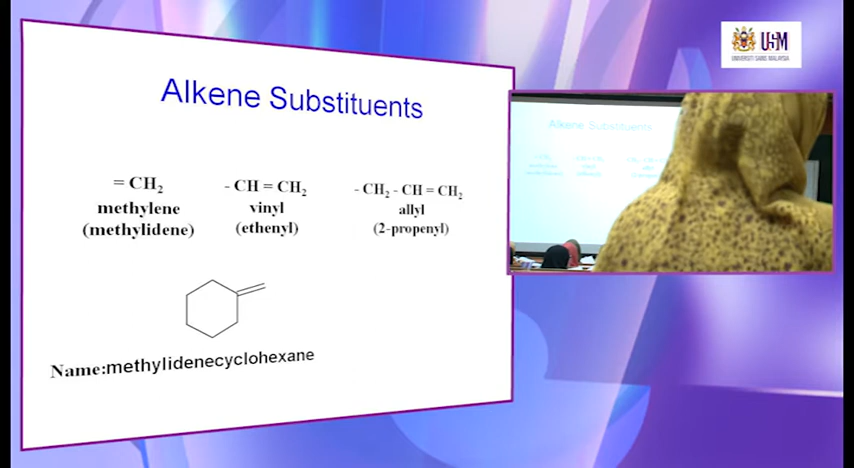 Alkene Substituents
= CH₂
methylene
(methylidene)
- CH = CH₂
vinyl
(ethenyl)
- CH₂ - CH = CH₂
allyl
(2-propenyl)
Name:methylidenecyclohexane
USM
UNIVERSITI SAINS MALAYSIA
Alkene Substituents